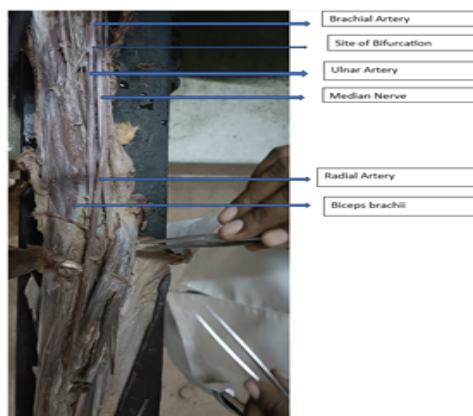 Brachial Artery
Site of Bifurcation
Ulnar Artery
Median Nerve
Radial Artery
Biceps brachii